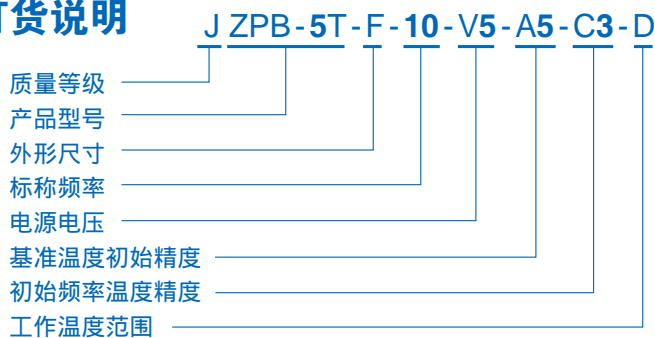 订货说明
J ZPB-5T-F-10-V5-A5-C3-D
质量等级
产品型号
外形尺寸
标称频率
电源电压
基准温度初始精度
初始频率温度精度
工作温度范围